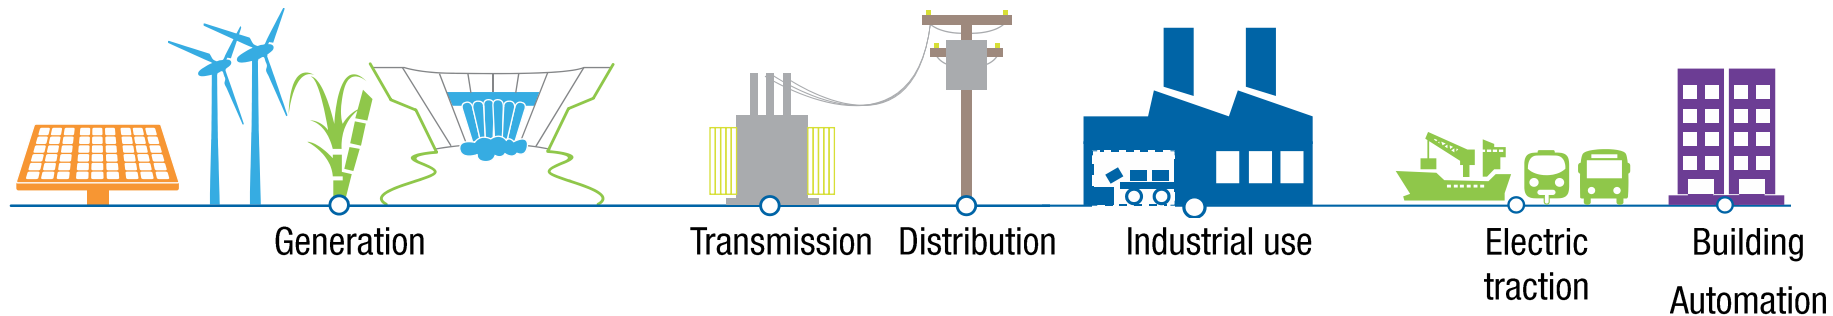 Generation
Transmission
Distribution
Industrial use
Electric
traction
Building
Automation